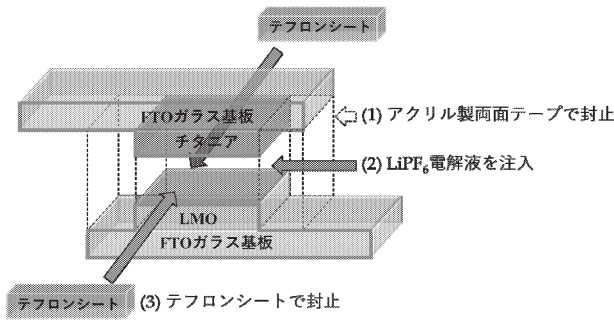 テフロンシート
FTOガラス基板
チタニア
(1) アクリル製両面テープで封止
(2) LiPF₆電解液を注入
LMO
FTOガラス基板
テフロンシート
(3) テフロンシートで封止